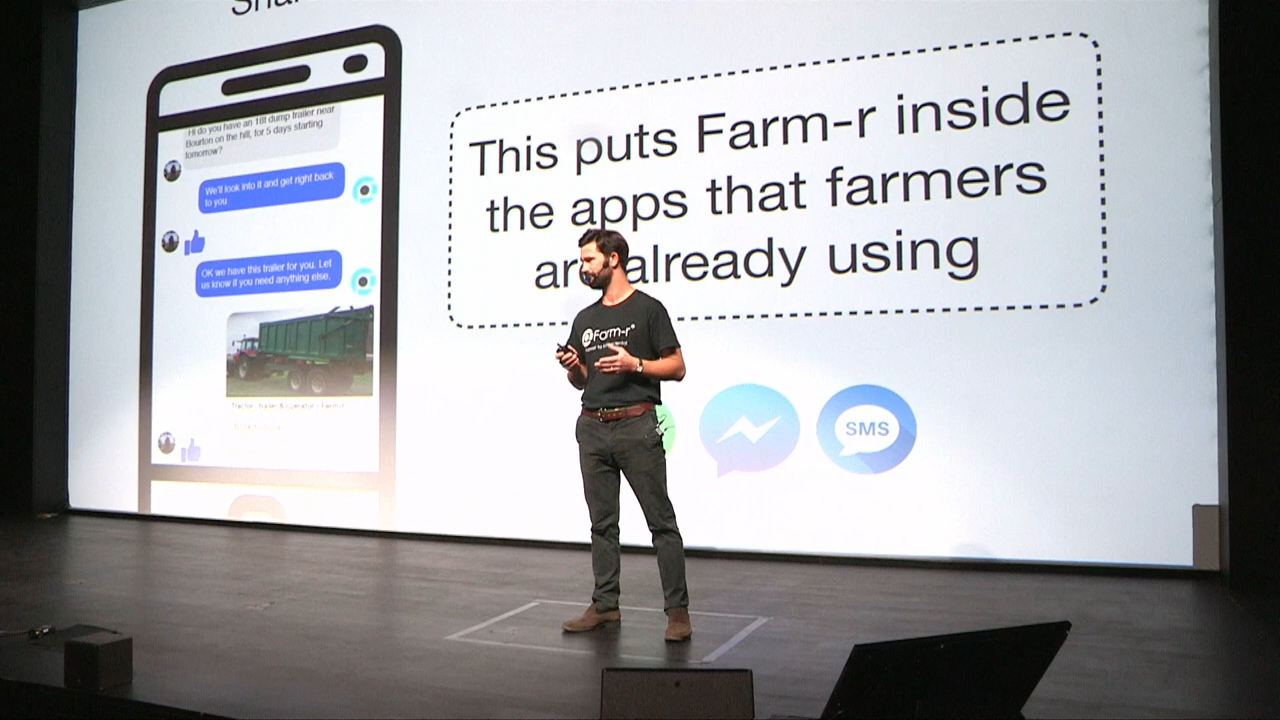 Hi do you have an 18t dump trailer near
Bourton on the hill, for 5 days starting
tomorrow?
We'll look into it and get right back
to you
OK we have this trailer for you. Let
us know if you need anything else.
This puts Farm-r inside
the apps that farmers
are already using
Farm-r
SMS